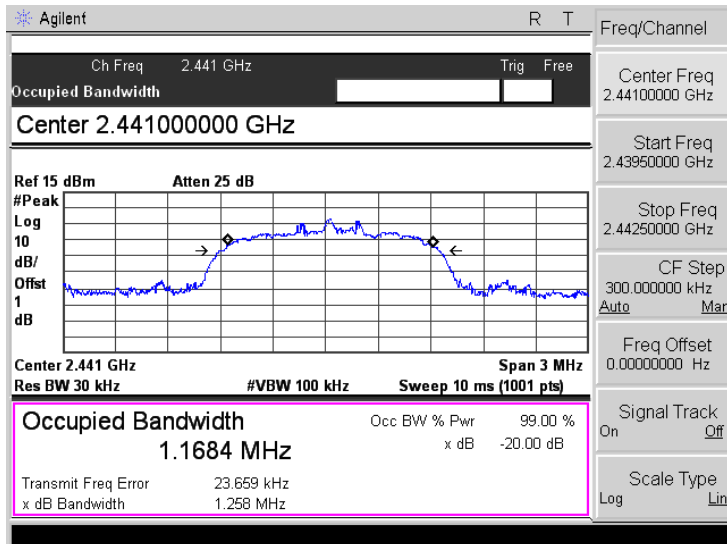 Agilent
R T
Ch Freq 2.441 GHz
Trig Free
Occupied Bandwidth
Center 2.441000000 GHz
Ref 15 dBm
Atten 25 dB
#Peak
Log
10
dB/
Offst
1
dB
Center 2.441 GHz
Span 3 MHz
Res BW 30 kHz
#VBW 100 kHz
Sweep 10 ms (1001 pts)
Occupied Bandwidth
1.1684 MHz
Occ BW % Pwr 99.00 %
x dB -20.00 dB
Transmit Freq Error 23.659 kHz
x dB Bandwidth 1.258 MHz
Freq/Channel
Center Freq
2.44100000 GHz
Start Freq
2.43950000 GHz
Stop Freq
2.44250000 GHz
CF Step
300.000000 kHz
Auto Man
Freq Offset
0.00000000 Hz
Signal Track
On Off
Scale Type
Log Lin